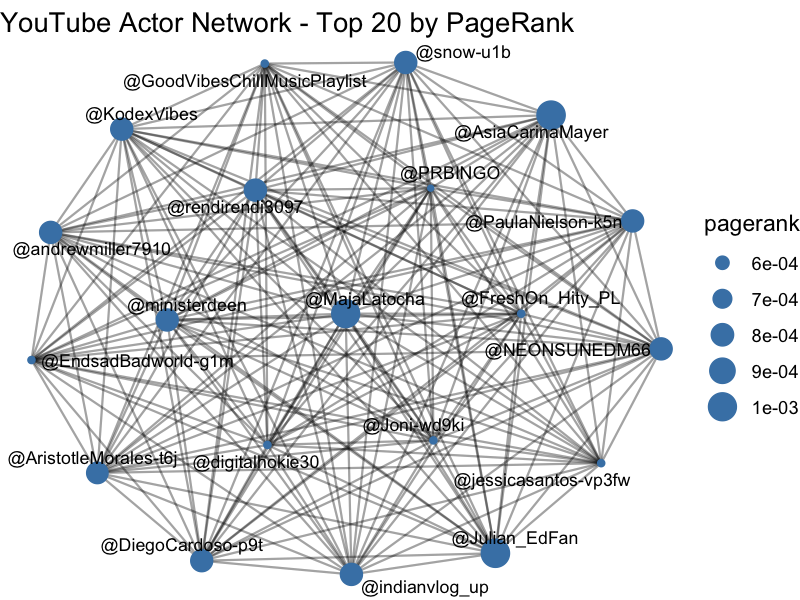 YouTube Actor Network - Top 20 by PageRank
@snow-u1b
@GoodVibesChillMusicPlaylist
@KodexVibes
@AsiaCarinaMayer
@PRBINGO
@rendirendi3097
@PaulaNielson-k5n
@andrewmiller7910
@ministerdeen
@MajaLatocha
@FreshOn_Hity_PL
@NEONSUNEDM66
@EndsadBadworld-g1m
@Joni-wd9ki
@AristotleMorales-t6j
@digitalhokie30
@jessicasantos-vp3fw
@DiegoCardoso-p9t
@Julian_EdFan
@indianvlog_up
pagerank
6e-04
7e-04
8e-04
9e-04
1e-03